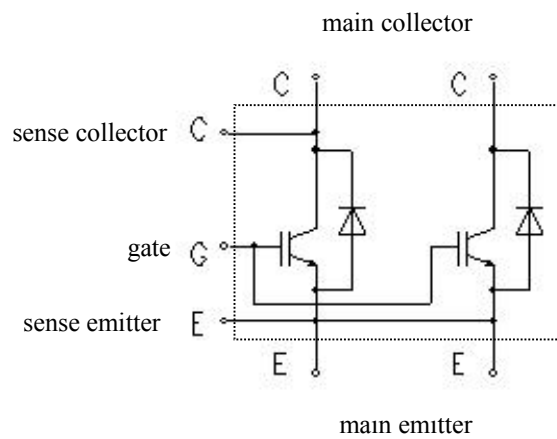 main collector
C C
sense collector C
gate G
sense emitter E
E E
main emitter